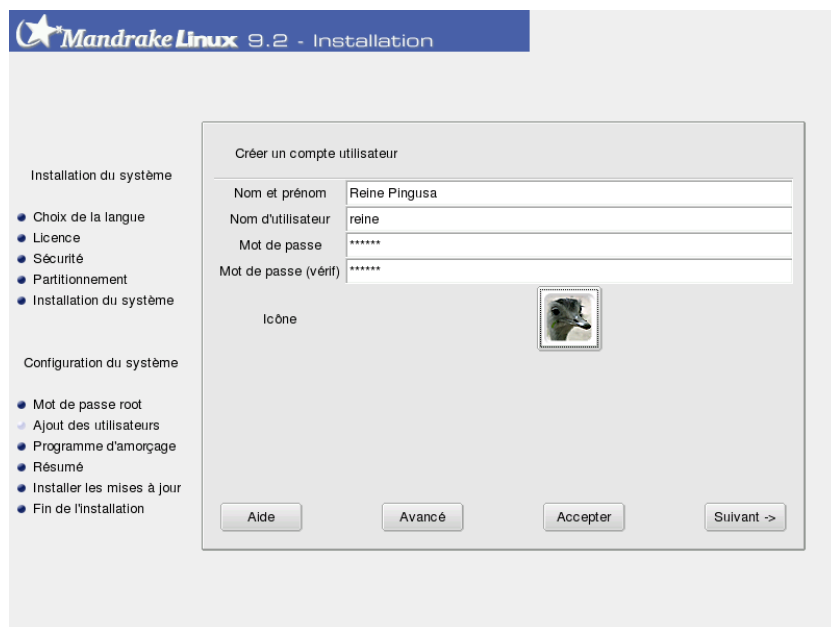 MandrakeLinux 9.2 - Installation
Installation du système
Choix de la langue
Licence
Sécurité
Partitionnement
Installation du système
Configuration du système
Mot de passe root
Ajout des utilisateurs
Programme d'amorçage
Résumé
Installer les mises à jour
Fin de l'installation
Créer un compte utilisateur
Nom et prénom Reine Pingusa
Nom d'utilisateur reine
Mot de passe ******
Mot de passe (vérif) ******
Icône
Aide Avancé Accepter Suivant ->